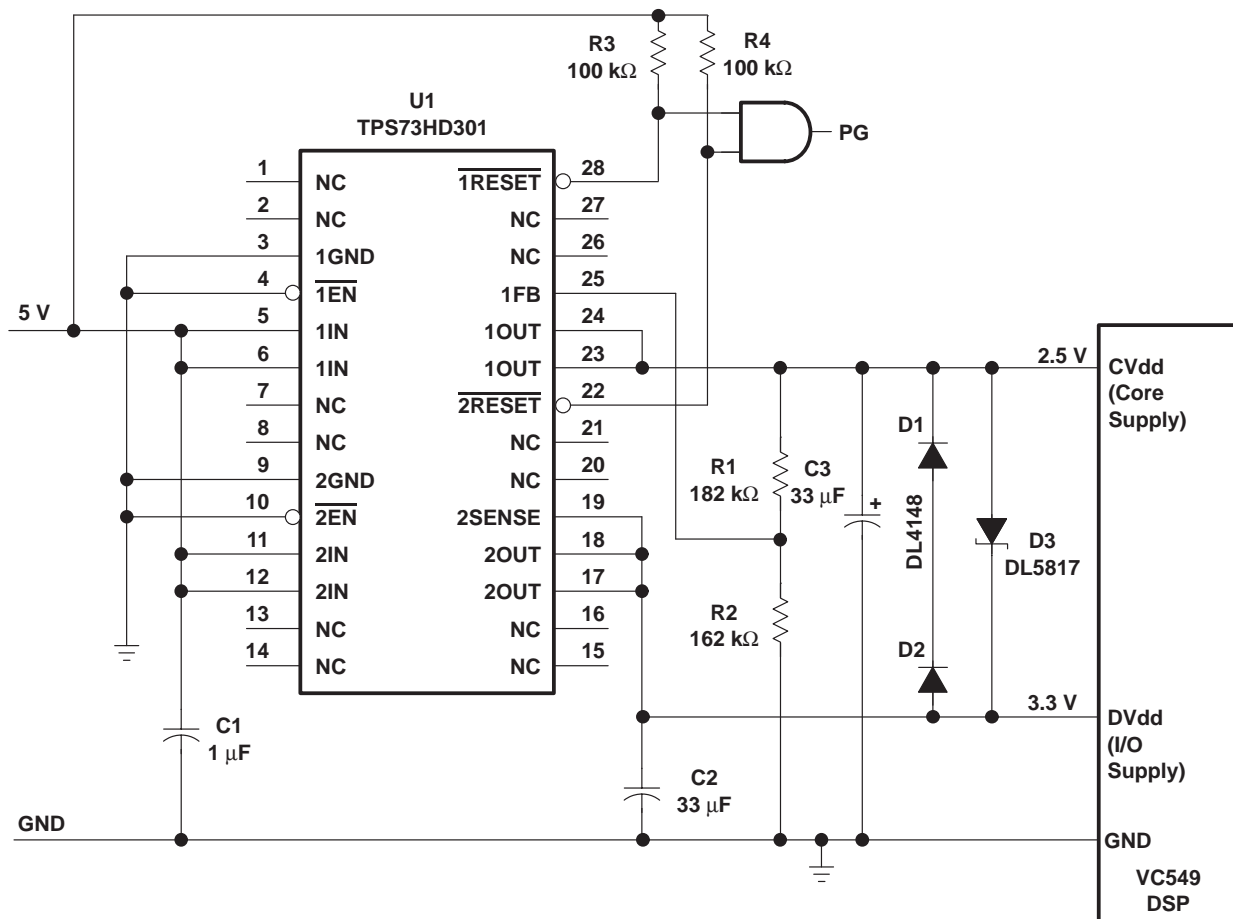 R3
100 kΩ
R4
100 kΩ
U1
TPS73HD301
PG
1 NC 1RESET 28
2 NC NC 27
3 1GND NC 26
4 1EN 1FB 25
5 V
5 1IN 1OUT 24
6 1IN 1OUT 23
7 NC 2RESET 22
8 NC NC 21
9 2GND NC 20
10 2EN 2SENSE 19
11 2IN 2OUT 18
12 2IN 2OUT 17
13 NC NC 16
14 NC NC 15
2.5 V
CVdd
(Core
Supply)
R1
182 kΩ
C3
33 μF
+
D1
DL4148
D2
D3
DL5817
R2
162 kΩ
3.3 V
DVdd
(I/O
Supply)
C1
1 μF
C2
33 μF
GND
GND
VC549
DSP